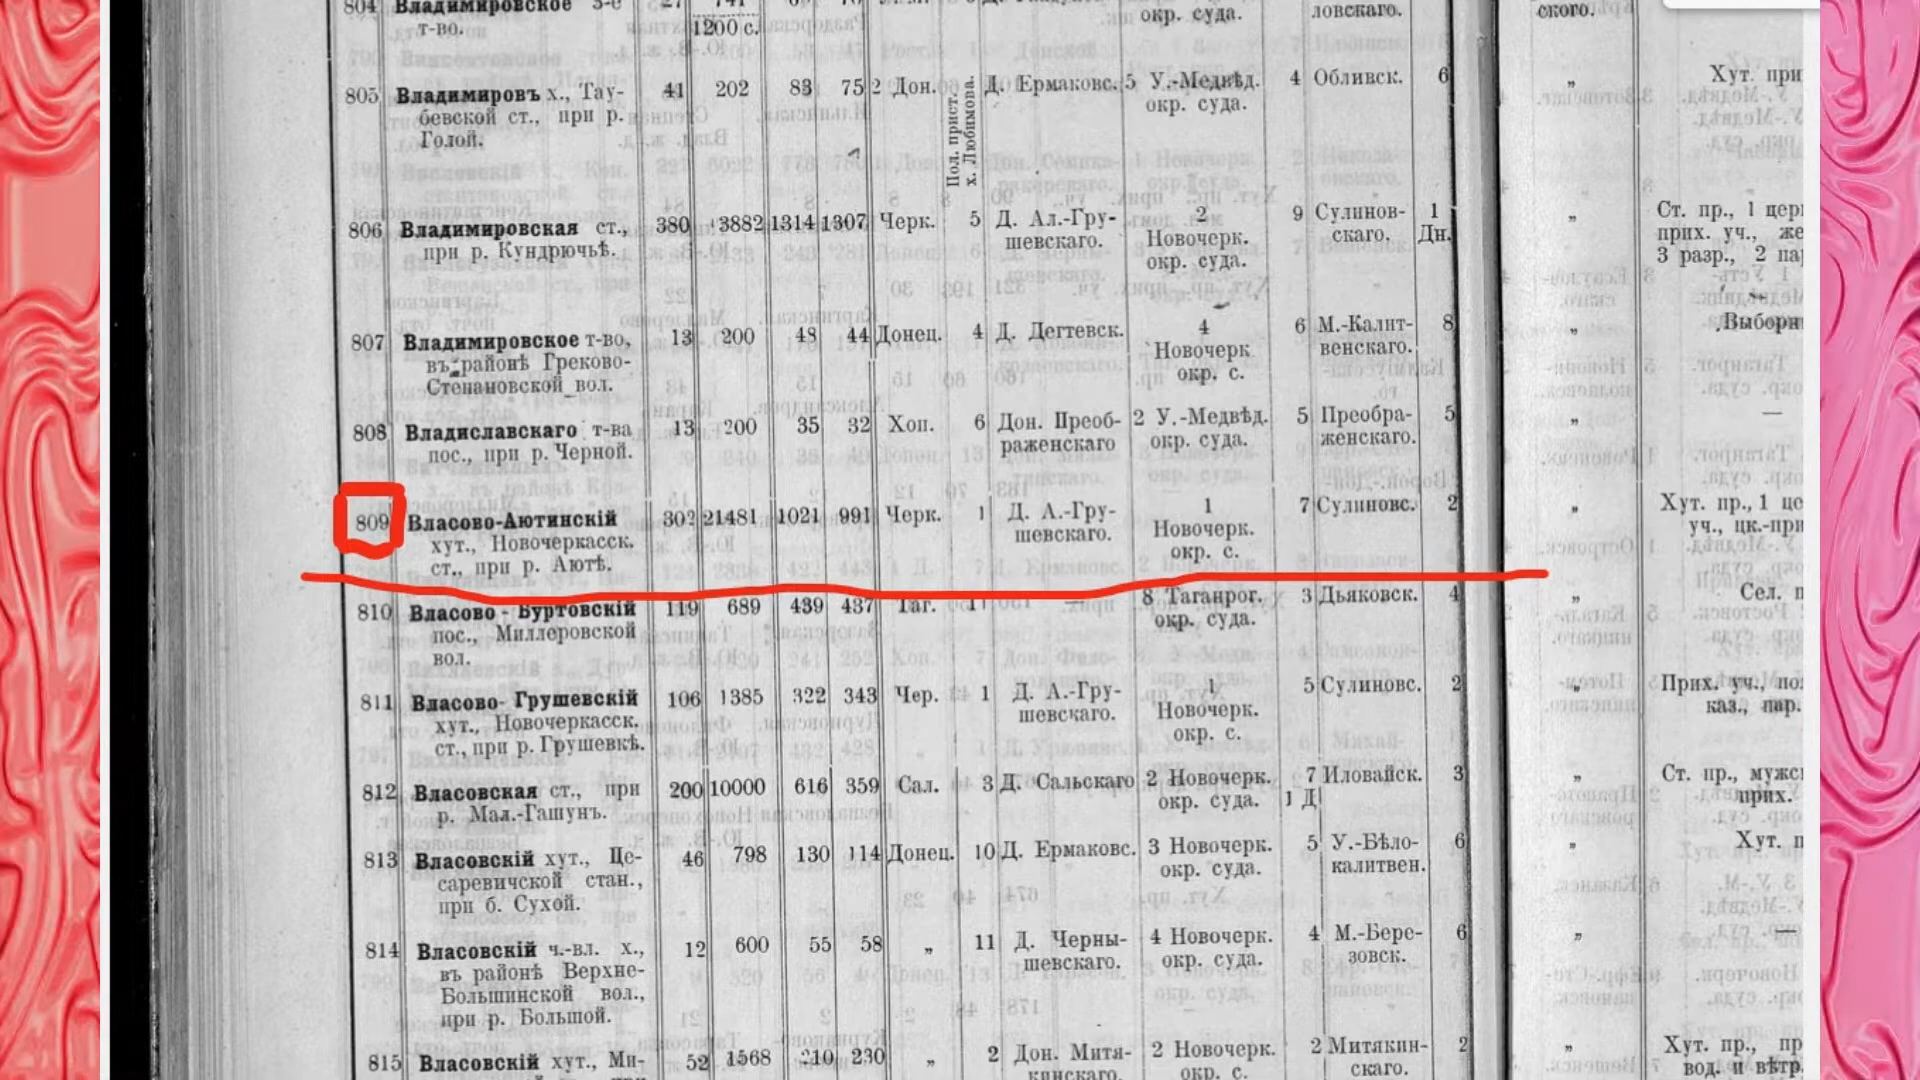 804 Владимировское 3-е 27 741
т-во. 1200 с. окр. суда. ловскаго. скаго.
805 Владимировъ х., Тау- 41 202 83 75 2 Дон. Пол. прист. х. Любимова. Д. Ермаковс. 5 У.-Медвѣд. 4 Обливск. 6 „ Хут. при
бевской ст., при р. окр. суда.
Голой.
806 Владимировская ст., 380 13882 1314 1307 Черк. 5 Д. Ал.-Гру- 2 9 Сулинов- 1 „ Ст. пр., 1 цер
при р. Кундрючьѣ. шевскаго. Новочерк. скаго. Дн. прих. уч., же
окр. суда. 3 разр., 2 па
807 Владимировское т-во, 13 200 48 44 Донец. 4 Д. Дегтевск. 4 6 М.-Калит- 8 „ Выборн
въ районѣ Греково- Новочерк венскаго.
Степановской вол. окр. с.
808 Владиславскаго т-ва 13 200 35 32 Хоп. 6 Дон. Преоб- 2 У.-Медвѣд. 5 Преобра- 5 „ —
пос., при р. Черной. раженскаго окр. суда. женскаго.
809 Власово-Аютинскій 302 21481 1021 991 Черк. 1 Д. А.-Гру- 1 7 Сулиновс. 2 „ Хут. пр., 1 це
хут., Новочеркасск. шевскаго. Новочерк. уч., цк.-при
ст., при р. Аютѣ. окр. с.
810 Власово - Буртовскій 119 689 439 437 Таг. 1 — 8 Таганрог. 3 Дьяковск. 4 „ Сел. п
пос., Миллеровской окр. суда.
вол.
811 Власово- Грушевскій 106 1385 322 343 Чер. 1 Д. А.-Гру- 1 5 Сулиновс. 2 „ Прих. уч., по
хут., Новочеркасск. шевскаго. Новочерк. каз., пар.
ст., при р. Грушевкѣ. окр. с.
812 Власовская ст., при 200 10000 616 359 Сал. 3 Д. Сальскаго 2 Новочерк. 7 Иловайск. 3 „ Ст. пр., мужс
р. Мал.-Гашунъ. окр. суда. 1 Д прих.
813 Власовскій хут., Це- 46 798 130 114 Донец. 10 Д. Ермаковс. 3 Новочерк. 5 У.-Бѣло- 6 „ Хут. п
саревичской стан., окр. суда. калитвен.
при б. Сухой.
814 Власовскій ч.-вл. х., 12 600 55 58 „ 11 Д. Черны- 4 Новочерк. 4 М.-Бере- 6 „ —
въ районѣ Верхне- шевскаго. окр. суда. зовск.
Большинской вол.,
при р. Большой.
815 Власовскій хут., Ми- 52 1568 210 230 „ 2 Дон. Митя- 2 Новочерк. 2 Митякин- 2 „ Хут. пр., пр
кинскаго. окр. с. скаго. вод. и вѣтр.